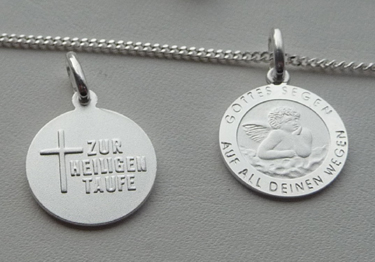 ZUR
HEILIGEN
TAUFE
GOTTES SEGEN
AUF ALL DEINEN WEGEN